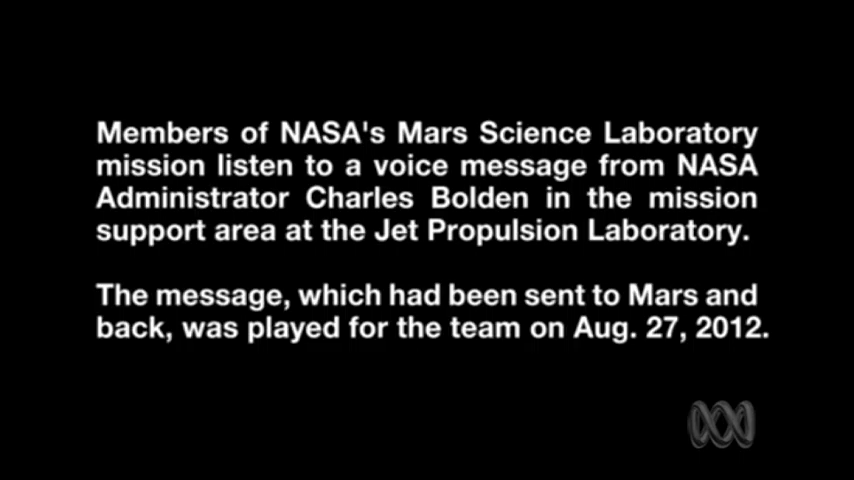 Members of NASA's Mars Science Laboratory
mission listen to a voice message from NASA
Administrator Charles Bolden in the mission
support area at the Jet Propulsion Laboratory.
The message, which had been sent to Mars and
back, was played for the team on Aug. 27, 2012.